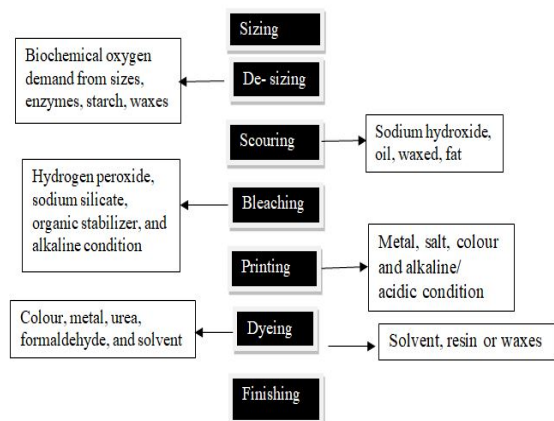 Sizing
Biochemical oxygen
demand from sizes,
enzymes, starch, waxes
De- sizing
Scouring
Sodium hydroxide,
oil, waxed, fat
Hydrogen peroxide,
sodium silicate,
organic stabilizer, and
alkaline condition
Bleaching
Printing
Metal, salt, colour
and alkaline/
acidic condition
Colour, metal, urea,
formaldehyde, and solvent
Dyeing
Solvent, resin or waxes
Finishing